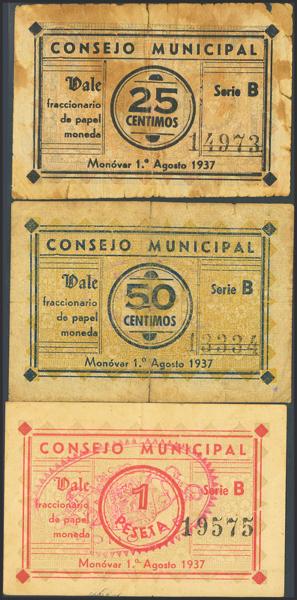 CONSEJO MUNICIPAL
Vale
fraccionario
de papel
moneda
25
CENTIMOS
Serie B
14973
Monóvar 1.º Agosto 1937
CONSEJO MUNICIPAL
Vale
fraccionario
de papel
moneda
50
CENTIMOS
Serie B
13334
Monóvar 1.º Agosto 1937
CONSEJO MUNICIPAL
Vale
fraccionario
de papel
moneda
1
PESETA
Serie B
19575
Monóvar 1.º Agosto 1937